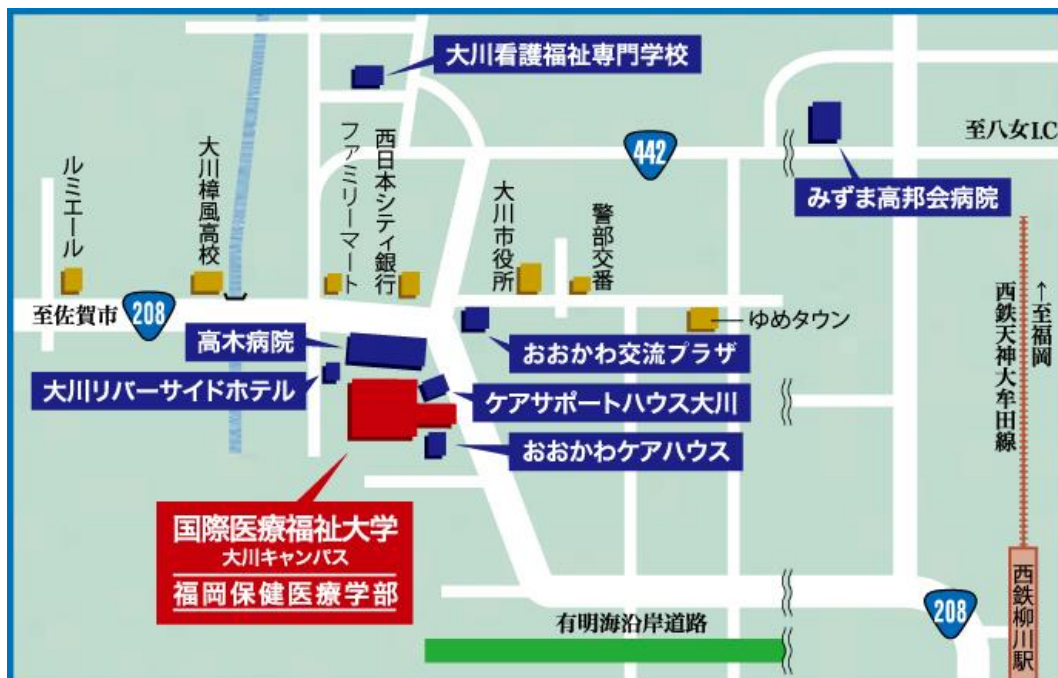 大川看護福祉専門学校
至八女I.C
442
みずま高邦会病院
ルミエール
大川樟風高校
ファミリーマート
西日本シティ銀行
大川市役所
警部交番
至佐賀市
208
ゆめタウン
西鉄天神大牟田線
↑至福岡
高木病院
おおかわ交流プラザ
大川リバーサイドホテル
ケアサポートハウス大川
おおかわケアハウス
国際医療福祉大学
大川キャンパス
福岡保健医療学部
有明海沿岸道路
208
西鉄柳川駅